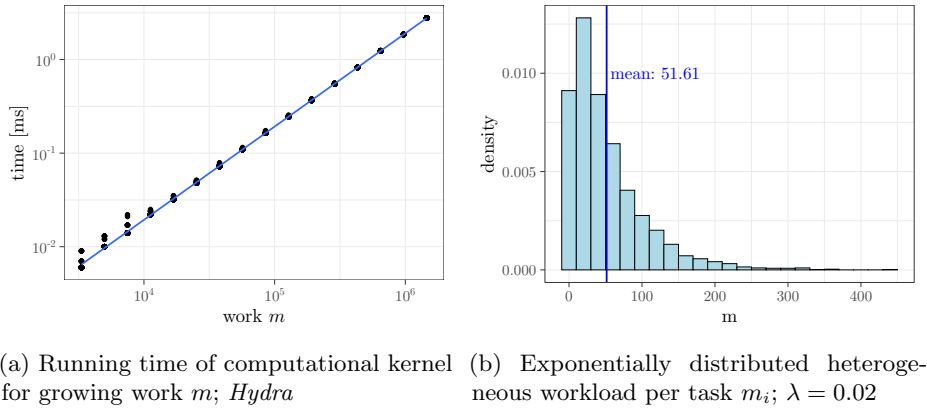 time [ms]
10^0
10^-1
10^-2
10^4
10^5
10^6
work m
density
0.010
0.005
0.000
mean: 51.61
0
100
200
300
400
m
(a) Running time of computational kernel
for growing work m; Hydra
(b) Exponentially distributed heteroge-
neous workload per task m_i; λ = 0.02